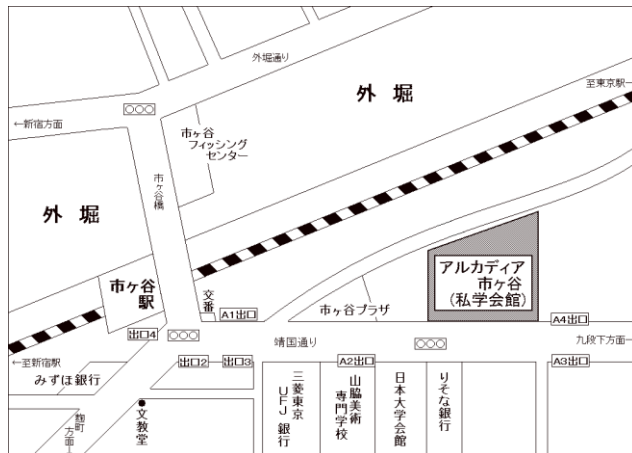 外堀通り
至東京駅→
外 堀
←新宿方面
市ヶ谷
フィッシング
センター
市ヶ谷橋
外 堀
アルカディア
市ヶ谷
(私学会館)
市ヶ谷
駅
交番
A1出口
市ヶ谷プラザ
A4出口
出口4
靖国通り
九段下方面→
←至新宿駅
出口2
出口3
A2出口
A3出口
みずほ銀行
麹町
方面→
文教堂
三菱東京
UFJ銀行
山脇美術
専門学校
日本大学会館
りそな銀行